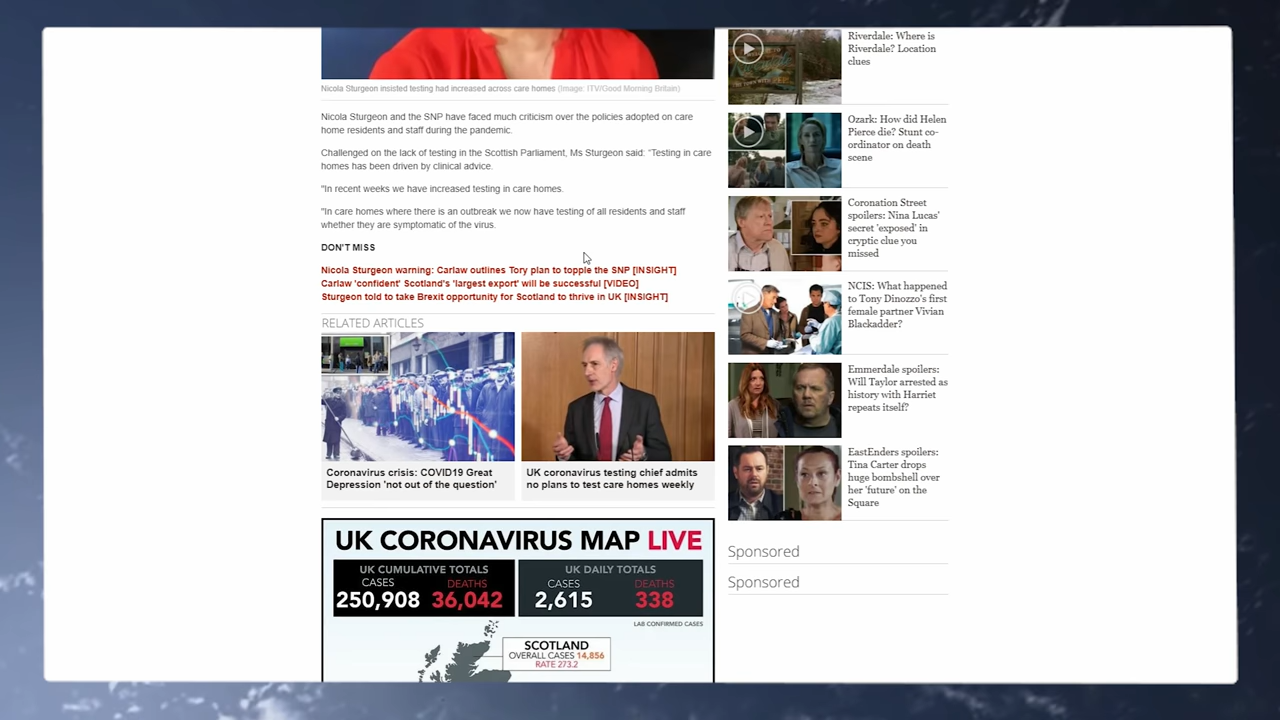 Nicola Sturgeon insisted testing had increased across care homes (Image: ITV/Good Morning Britain)
Nicola Sturgeon and the SNP have faced much criticism over the policies adopted on care
home residents and staff during the pandemic.
Challenged on the lack of testing in the Scottish Parliament, Ms Sturgeon said: "Testing in care
homes has been driven by clinical advice.
"In recent weeks we have increased testing in care homes.
"In care homes where there is an outbreak we now have testing of all residents and staff
whether they are symptomatic of the virus.
DON'T MISS
Nicola Sturgeon warning: Carlaw outlines Tory plan to topple the SNP [INSIGHT]
Carlaw 'confident' Scotland's 'largest export' will be successful [VIDEO]
Sturgeon told to take Brexit opportunity for Scotland to thrive in UK [INSIGHT]
RELATED ARTICLES
Coronavirus crisis: COVID19 Great
Depression 'not out of the question'
UK coronavirus testing chief admits
no plans to test care homes weekly
UK CORONAVIRUS MAP LIVE
UK CUMULATIVE TOTALS
CASES DEATHS
250,908 36,042
UK DAILY TOTALS
CASES DEATHS
2,615 338
LAB CONFIRMED CASES
SCOTLAND
OVERALL CASES 14,856
RATE 273.2
Riverdale: Where is
Riverdale? Location
clues
Ozark: How did Helen
Pierce die? Stunt co-
ordinator on death
scene
Coronation Street
spoilers: Nina Lucas'
secret 'exposed' in
cryptic clue you
missed
NCIS: What happened
to Tony Dinozzo's first
female partner Vivian
Blackadder?
Emmerdale spoilers:
Will Taylor arrested as
history with Harriet
repeats itself?
EastEnders spoilers:
Tina Carter drops
huge bombshell over
her 'future' on the
Square
Sponsored
Sponsored